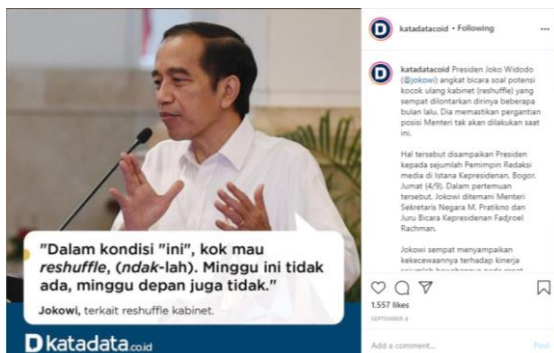 katadatacoid • Following
katadatacoid Presiden Joko Widodo
(@jokowi) angkat bicara soal potensi
kocok ulang kabinet (reshuffle) yang
sempat dilontarkan dirinya beberapa
bulan lalu. Dia memastikan pergantian
posisi Menteri tak akan dilakukan saat
ini.
Hal tersebut disampaikan Presiden
kepada sejumlah Pemimpin Redaksi
media di Istana Kepresidenan, Bogor,
Jumat (4/9). Dalam pertemuan
tersebut, Jokowi ditemani Menteri
Sekretaris Negara M. Pratikno dan
Juru Bicara Kepresidenan Fadjroel
Rachman.
Jokowi sempat menyampaikan
kekecewaannya terhadap kinerja
"Dalam kondisi "ini", kok mau
reshuffle, (ndak-lah). Minggu ini tidak
ada, minggu depan juga tidak."
Jokowi, terkait reshuffle kabinet.
D katadata.co.id
1,557 likes
SEPTEMBER 4
Add a comment...
Post